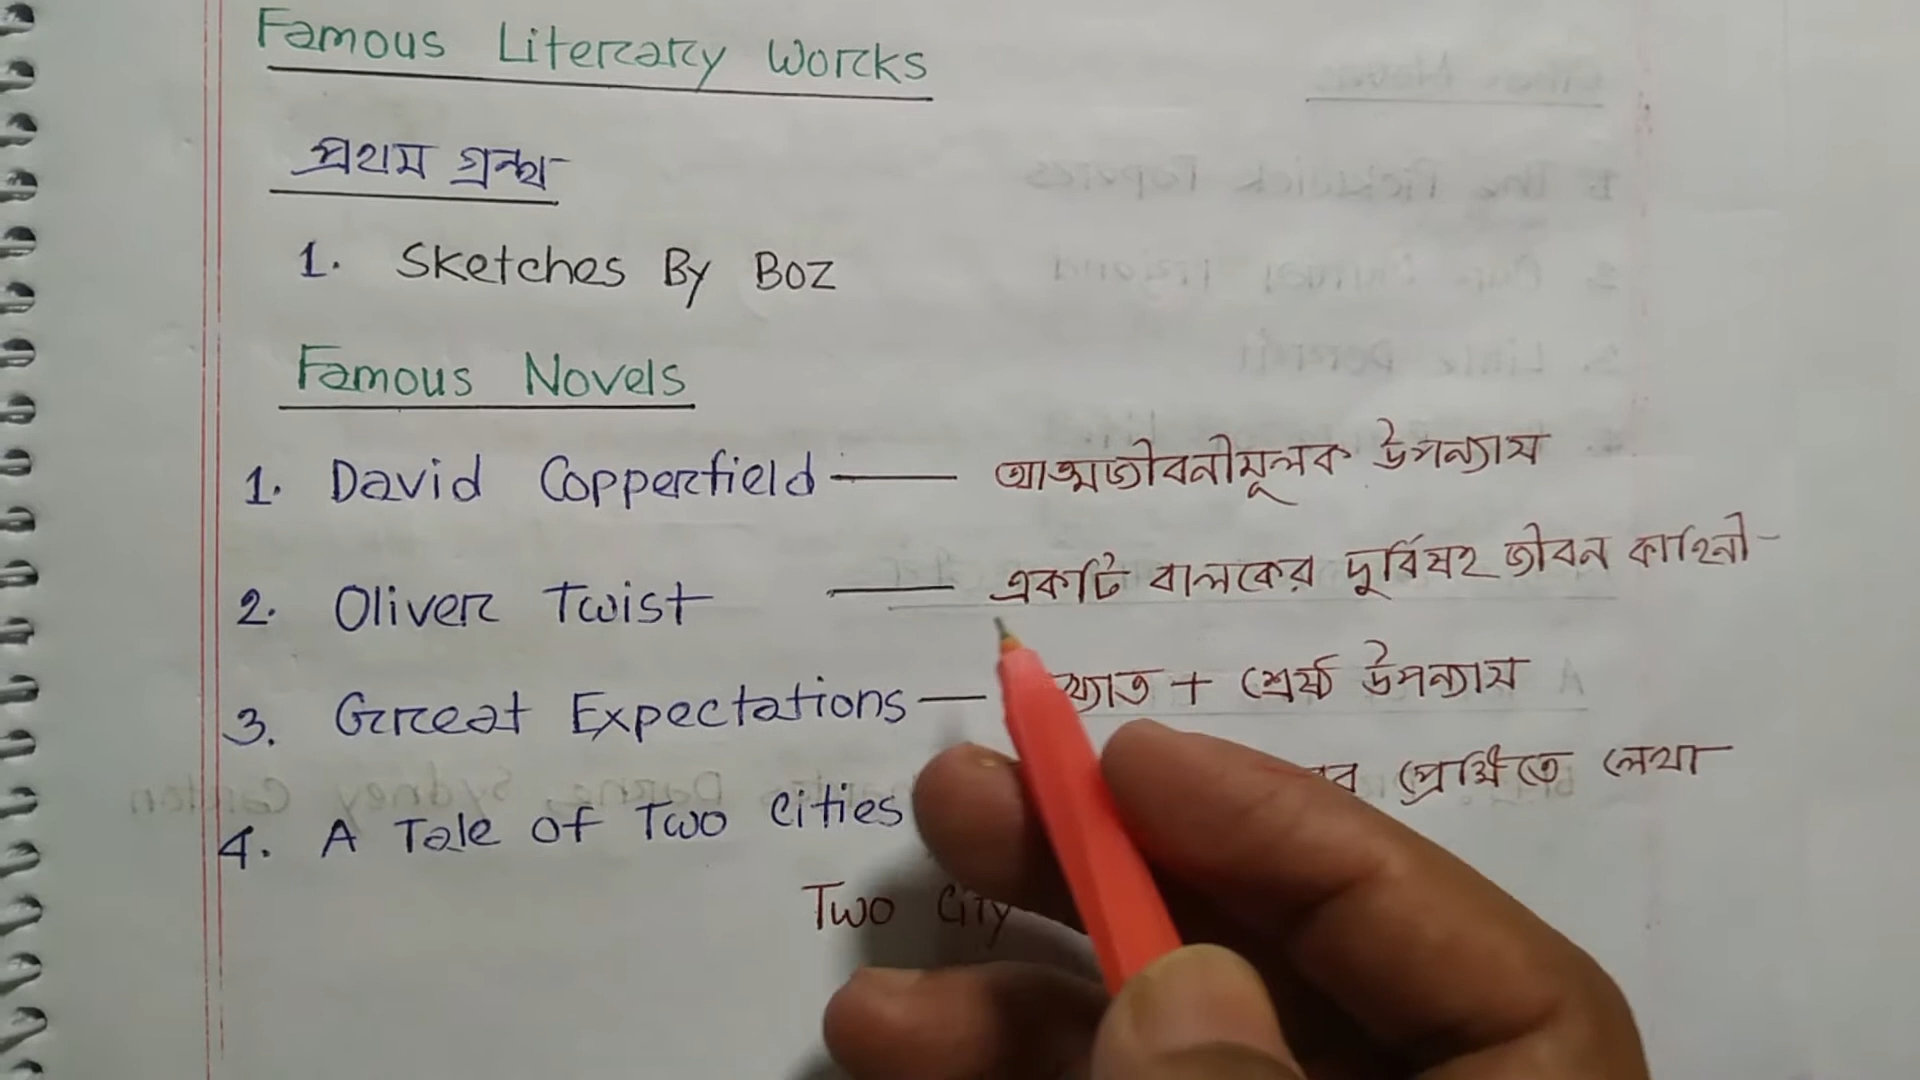 Famous Literary Works
প্রথম গ্রন্থ
1. Sketches By Boz
Famous Novels
1. David Copperfield — আত্মজীবনীমূলক উপন্যাস
2. Oliver Twist — একটি বালকের দুর্বিষহ জীবন কাহিনী
3. Great Expectations — + শ্রেষ্ঠ উপন্যাস
4. A Tale of Two Cities প্রেক্ষিতে লেখা
Two City